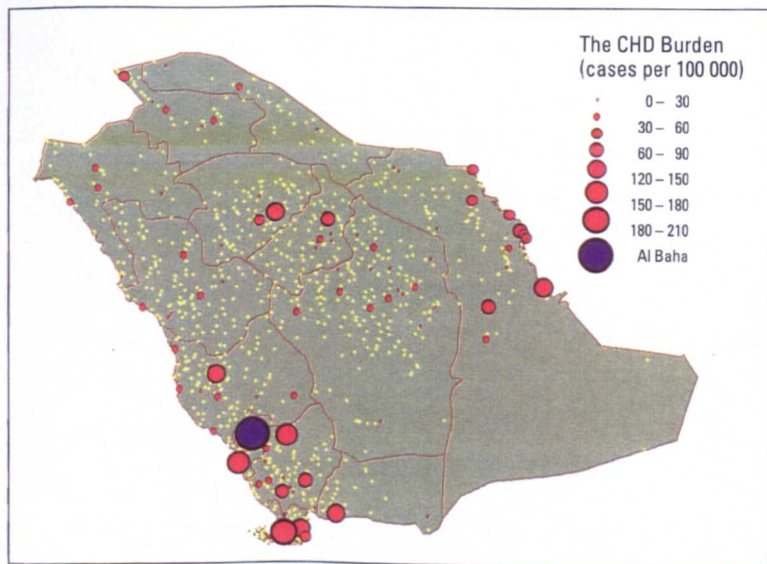 The CHD Burden
(cases per 100 000)
0 – 30
30 – 60
60 – 90
120 – 150
150 – 180
180 – 210
Al Baha